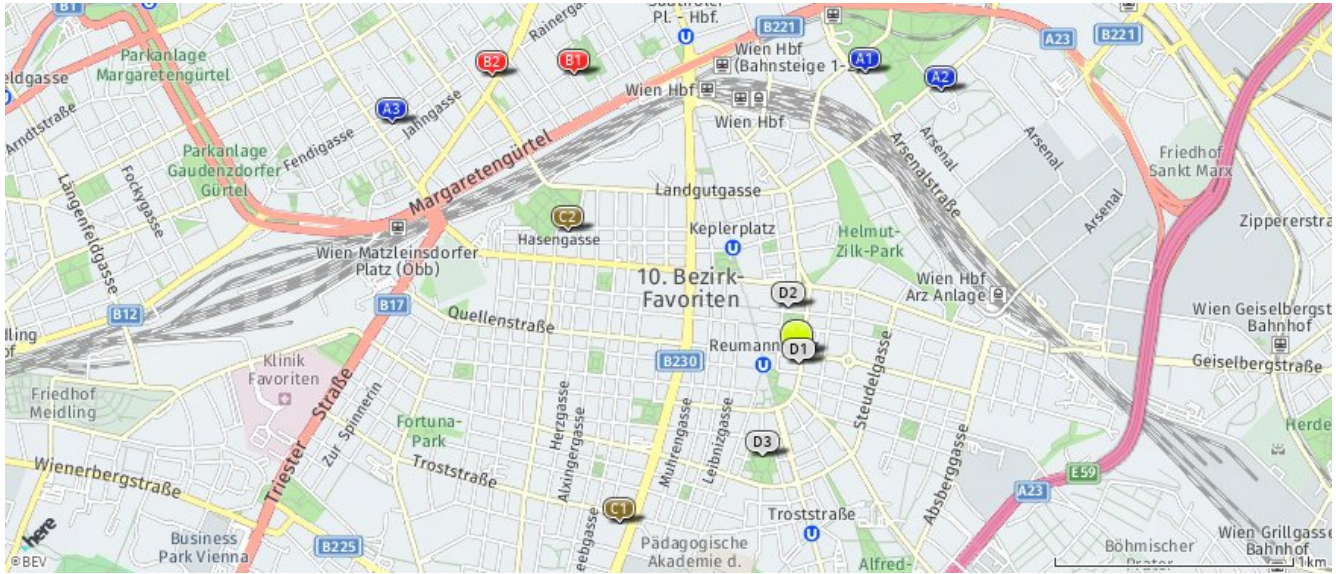 B1
Parkanlage
Margaretengürtel
Rainerga
Pl. - Hbf.
U
B221
Wien Hbf
(Bahnsteige 1-2
A23
B221
B2
B1
A1
A2
A3
Wien Hbf
Wien Hbf
Arndtstraße
Jahngasse
Fendigasse
Parkanlage
Gaudenzdorfer
Gürtel
Margaretengürtel
Fockygasse
Langenfeldgasse
Arsenal
Arsenal
Arsenal
Arsenalstraße
Friedhof
Sankt Marx
Landgutgasse
C2
Hasengasse
Keplerplatz
U
Helmut-
Zilk-Park
Zippererstra
Wien Matzleinsdorfer
Platz (Öbb)
10. Bezirk-
Favoriten
D2
Wien Hbf
Arz Anlage
B17
B12
Quellenstraße
Wien Geiselbergst
Bahnhof
Reumann
D1
U
B230
Geiselbergstraße
Klinik
Favoriten
Steudelgasse
Friedhof
Meidling
Triester Straße
Zur Spinnerin
Fortuna-
Park
Herzgasse
Alxingergasse
Muhrengasse
Leibnizgasse
D3
Herde
Absberggasse
Wienerbergstraße
Troststraße
E59
A23
C1
Troststraße
U
Business
Park Vienna
B225
eebgasse
Pädagogische
Akademie d.
Alfred-
Böhmischer
Prater
Wien Grillgasse
Bahnhof
1km
here
©BEV